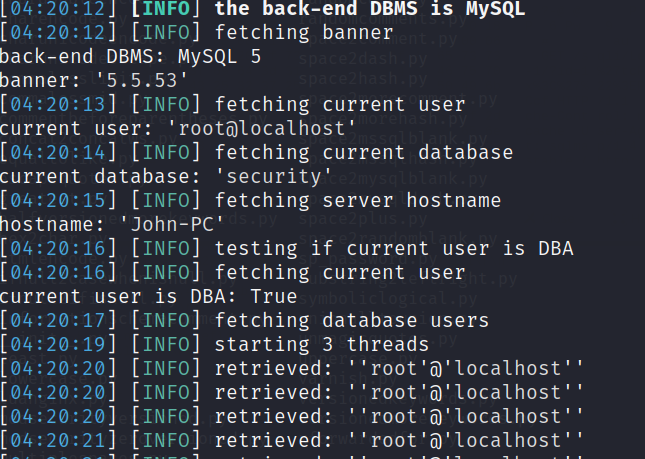 [04:20:12] [INFO] the back-end DBMS is MySQL
[04:20:12] [INFO] fetching banner
back-end DBMS: MySQL 5
banner: '5.5.53'
[04:20:13] [INFO] fetching current user
current user: 'root@localhost'
[04:20:14] [INFO] fetching current database
current database: 'security'
[04:20:15] [INFO] fetching server hostname
hostname: 'John-PC'
[04:20:16] [INFO] testing if current user is DBA
[04:20:16] [INFO] fetching current user
current user is DBA: True
[04:20:17] [INFO] fetching database users
[04:20:19] [INFO] starting 3 threads
[04:20:20] [INFO] retrieved: ''root'@'localhost''
[04:20:20] [INFO] retrieved: ''root'@'localhost''
[04:20:20] [INFO] retrieved: ''root'@'localhost''
[04:20:21] [INFO] retrieved: ''root'@'localhost''